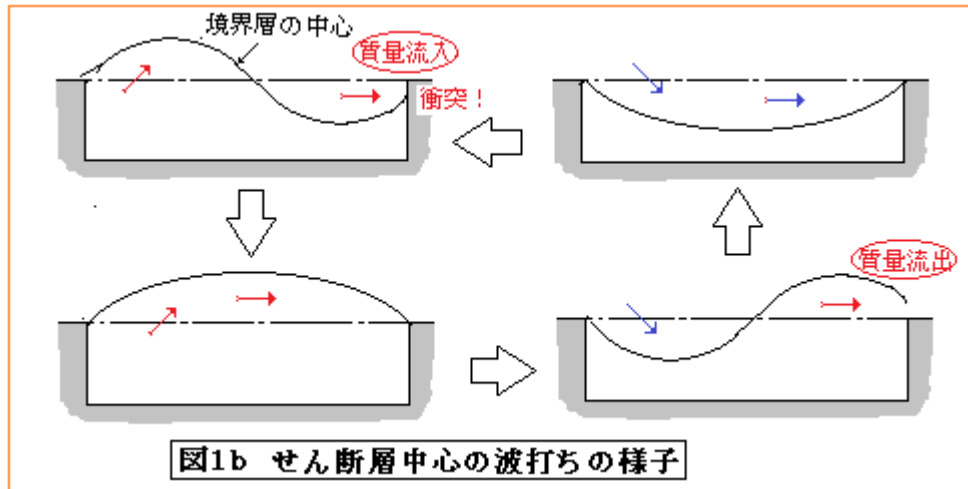 境界層の中心
質量流入
衝突！
質量流出
図1b せん断層中心の波打ちの様子